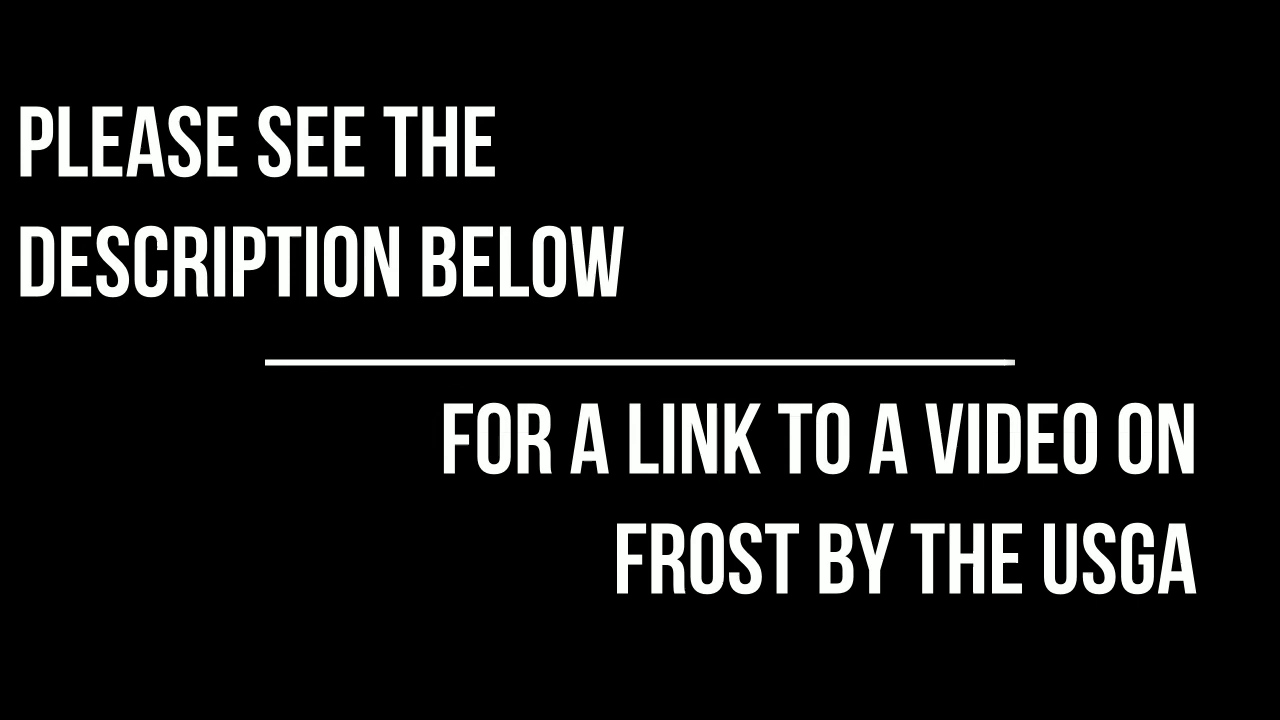 PLEASE SEE THE
DESCRIPTION BELOW
FOR A LINK TO A VIDEO ON
FROST BY THE USGA